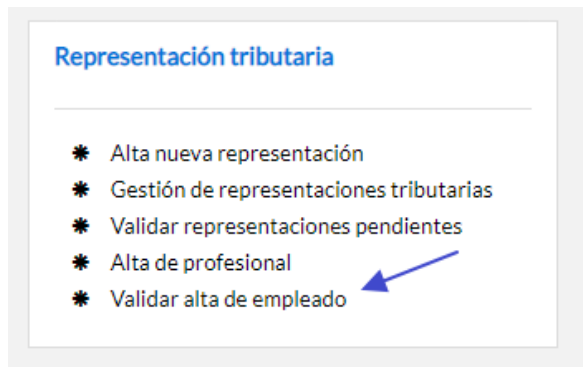 Representación tributaria
Alta nueva representación
Gestión de representaciones tributarias
Validar representaciones pendientes
Alta de profesional
Validar alta de empleado